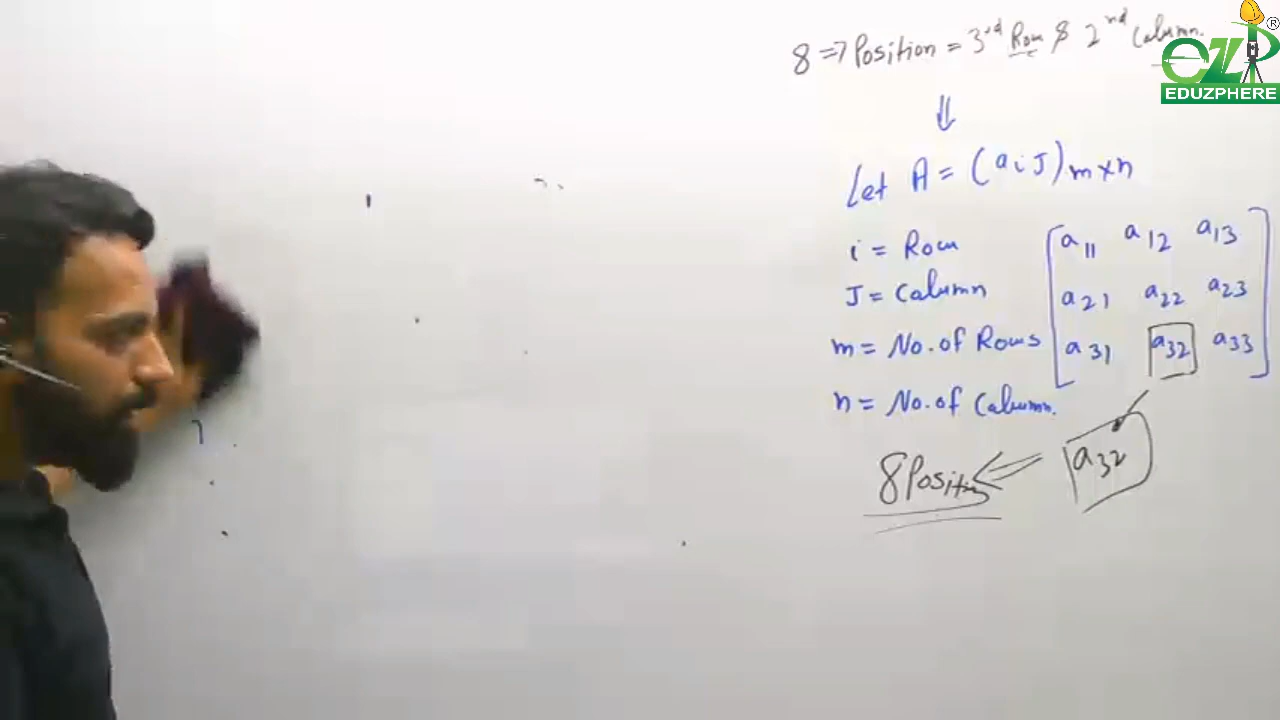 8 => Position = 3rd Row & 2nd Column.
EZP ®
EDUZPHERE
⇓
Let A = (aiJ)m×n
i = Row
J = Column
m = No. of Rows
n = No. of Column.
a11 a12 a13
a21 a22 a23
a31 a32 a33
a32
8 Position